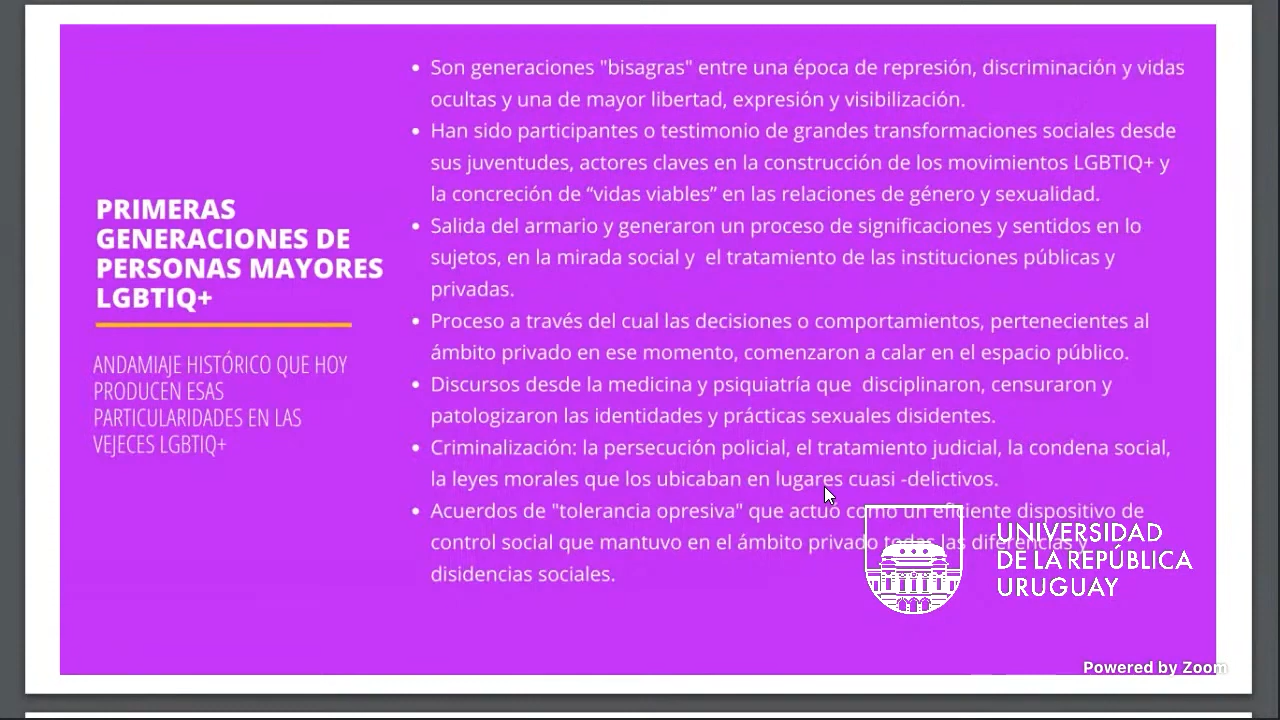 PRIMERAS
GENERACIONES DE
PERSONAS MAYORES
LGBTIQ+
ANDAMIAJE HISTÓRICO QUE HOY
PRODUCEN ESAS
PARTICULARIDADES EN LAS
VEJECES LGBTIQ+
• Son generaciones "bisagras" entre una época de represión, discriminación y vidas
ocultas y una de mayor libertad, expresión y visibilización.
• Han sido participantes o testimonio de grandes transformaciones sociales desde
sus juventudes, actores claves en la construcción de los movimientos LGBTIQ+ y
la concreción de “vidas viables” en las relaciones de género y sexualidad.
• Salida del armario y generaron un proceso de significaciones y sentidos en lo
sujetos, en la mirada social y el tratamiento de las instituciones públicas y
privadas.
• Proceso a través del cual las decisiones o comportamientos, pertenecientes al
ámbito privado en ese momento, comenzaron a calar en el espacio público.
• Discursos desde la medicina y psiquiatría que disciplinaron, censuraron y
patologizaron las identidades y prácticas sexuales disidentes.
• Criminalización: la persecución policial, el tratamiento judicial, la condena social,
la leyes morales que los ubicaban en lugares cuasi -delictivos.
• Acuerdos de "tolerancia opresiva" que actuó como un eficiente dispositivo de
control social que mantuvo en el ámbito privado todas las diferencias y
disidencias sociales.
UNIVERSIDAD
DE LA REPÚBLICA
URUGUAY
Powered by Zoom